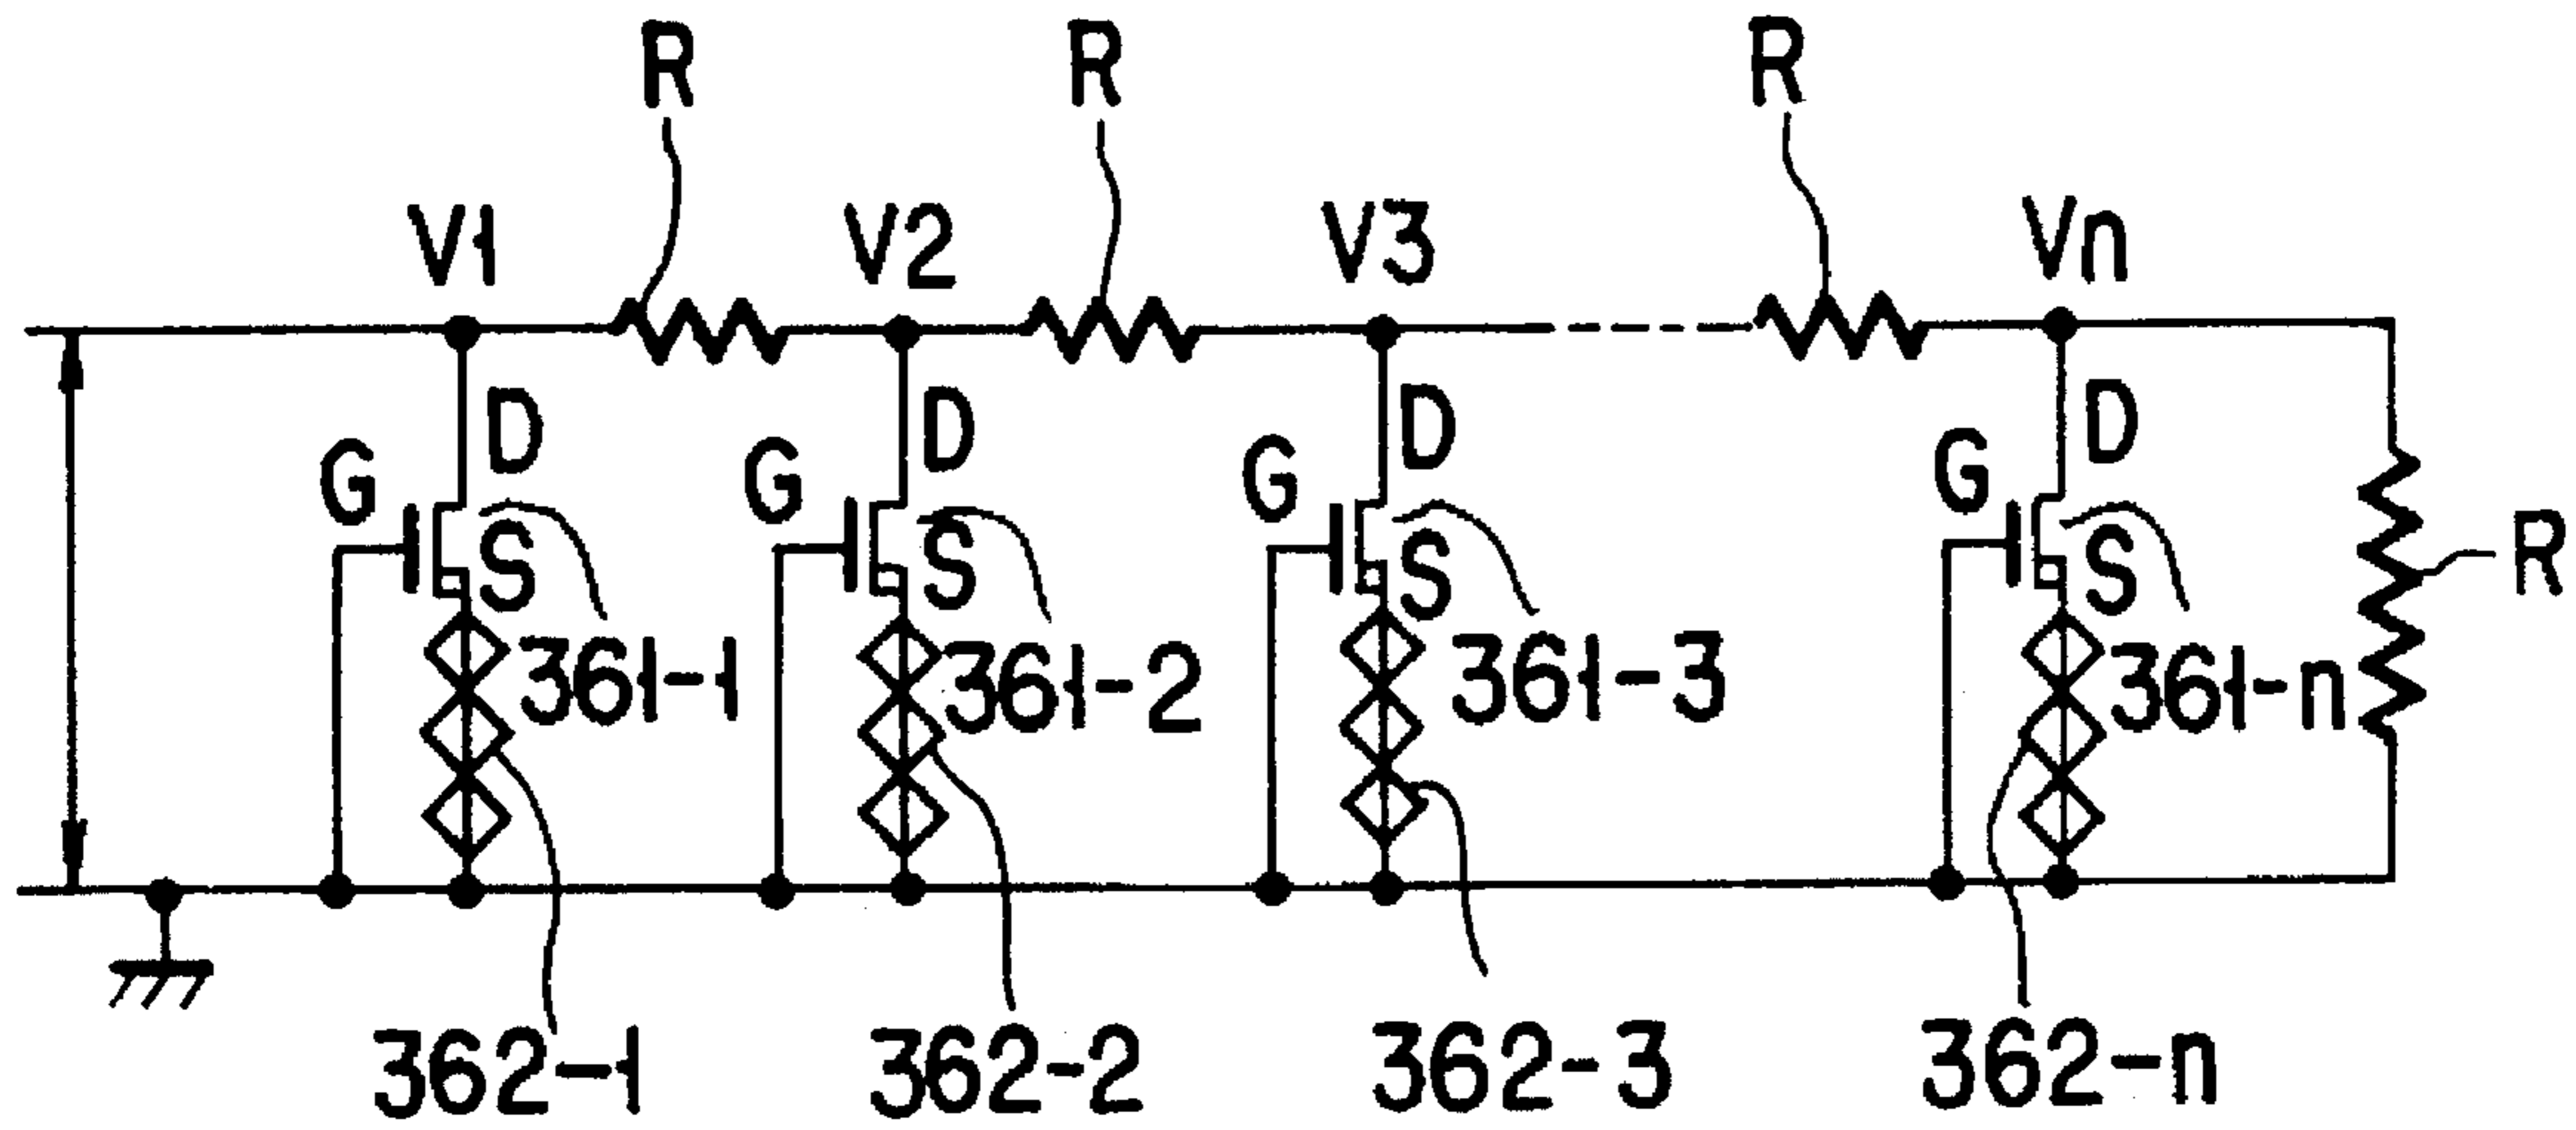 R R R
V1 V2 V3 Vn
D D D D
G G G G
S S S S
R
361-1 361-2 361-3 361-n
362-1 362-2 362-3 362-n